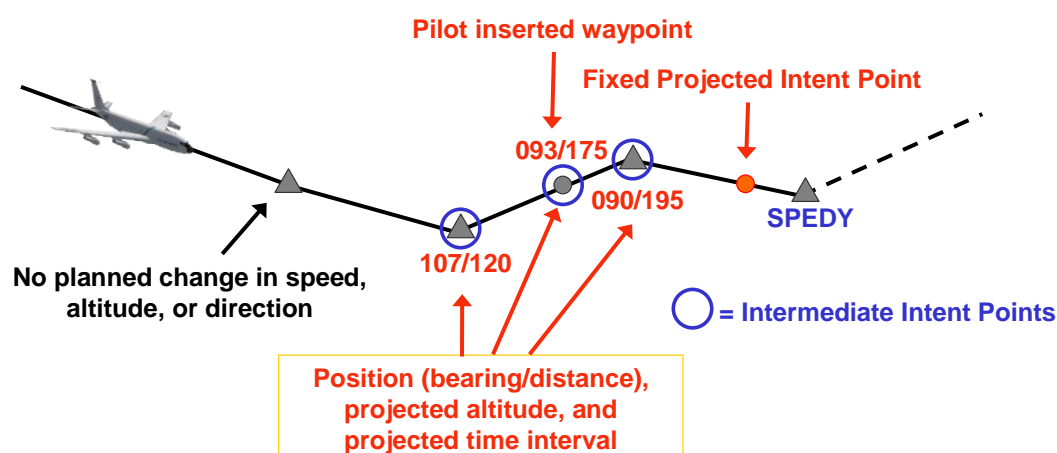 Pilot inserted waypoint
Fixed Projected Intent Point
093/175
090/195
SPEDY
107/120
No planned change in speed,
altitude, or direction
= Intermediate Intent Points
Position (bearing/distance),
projected altitude, and
projected time interval